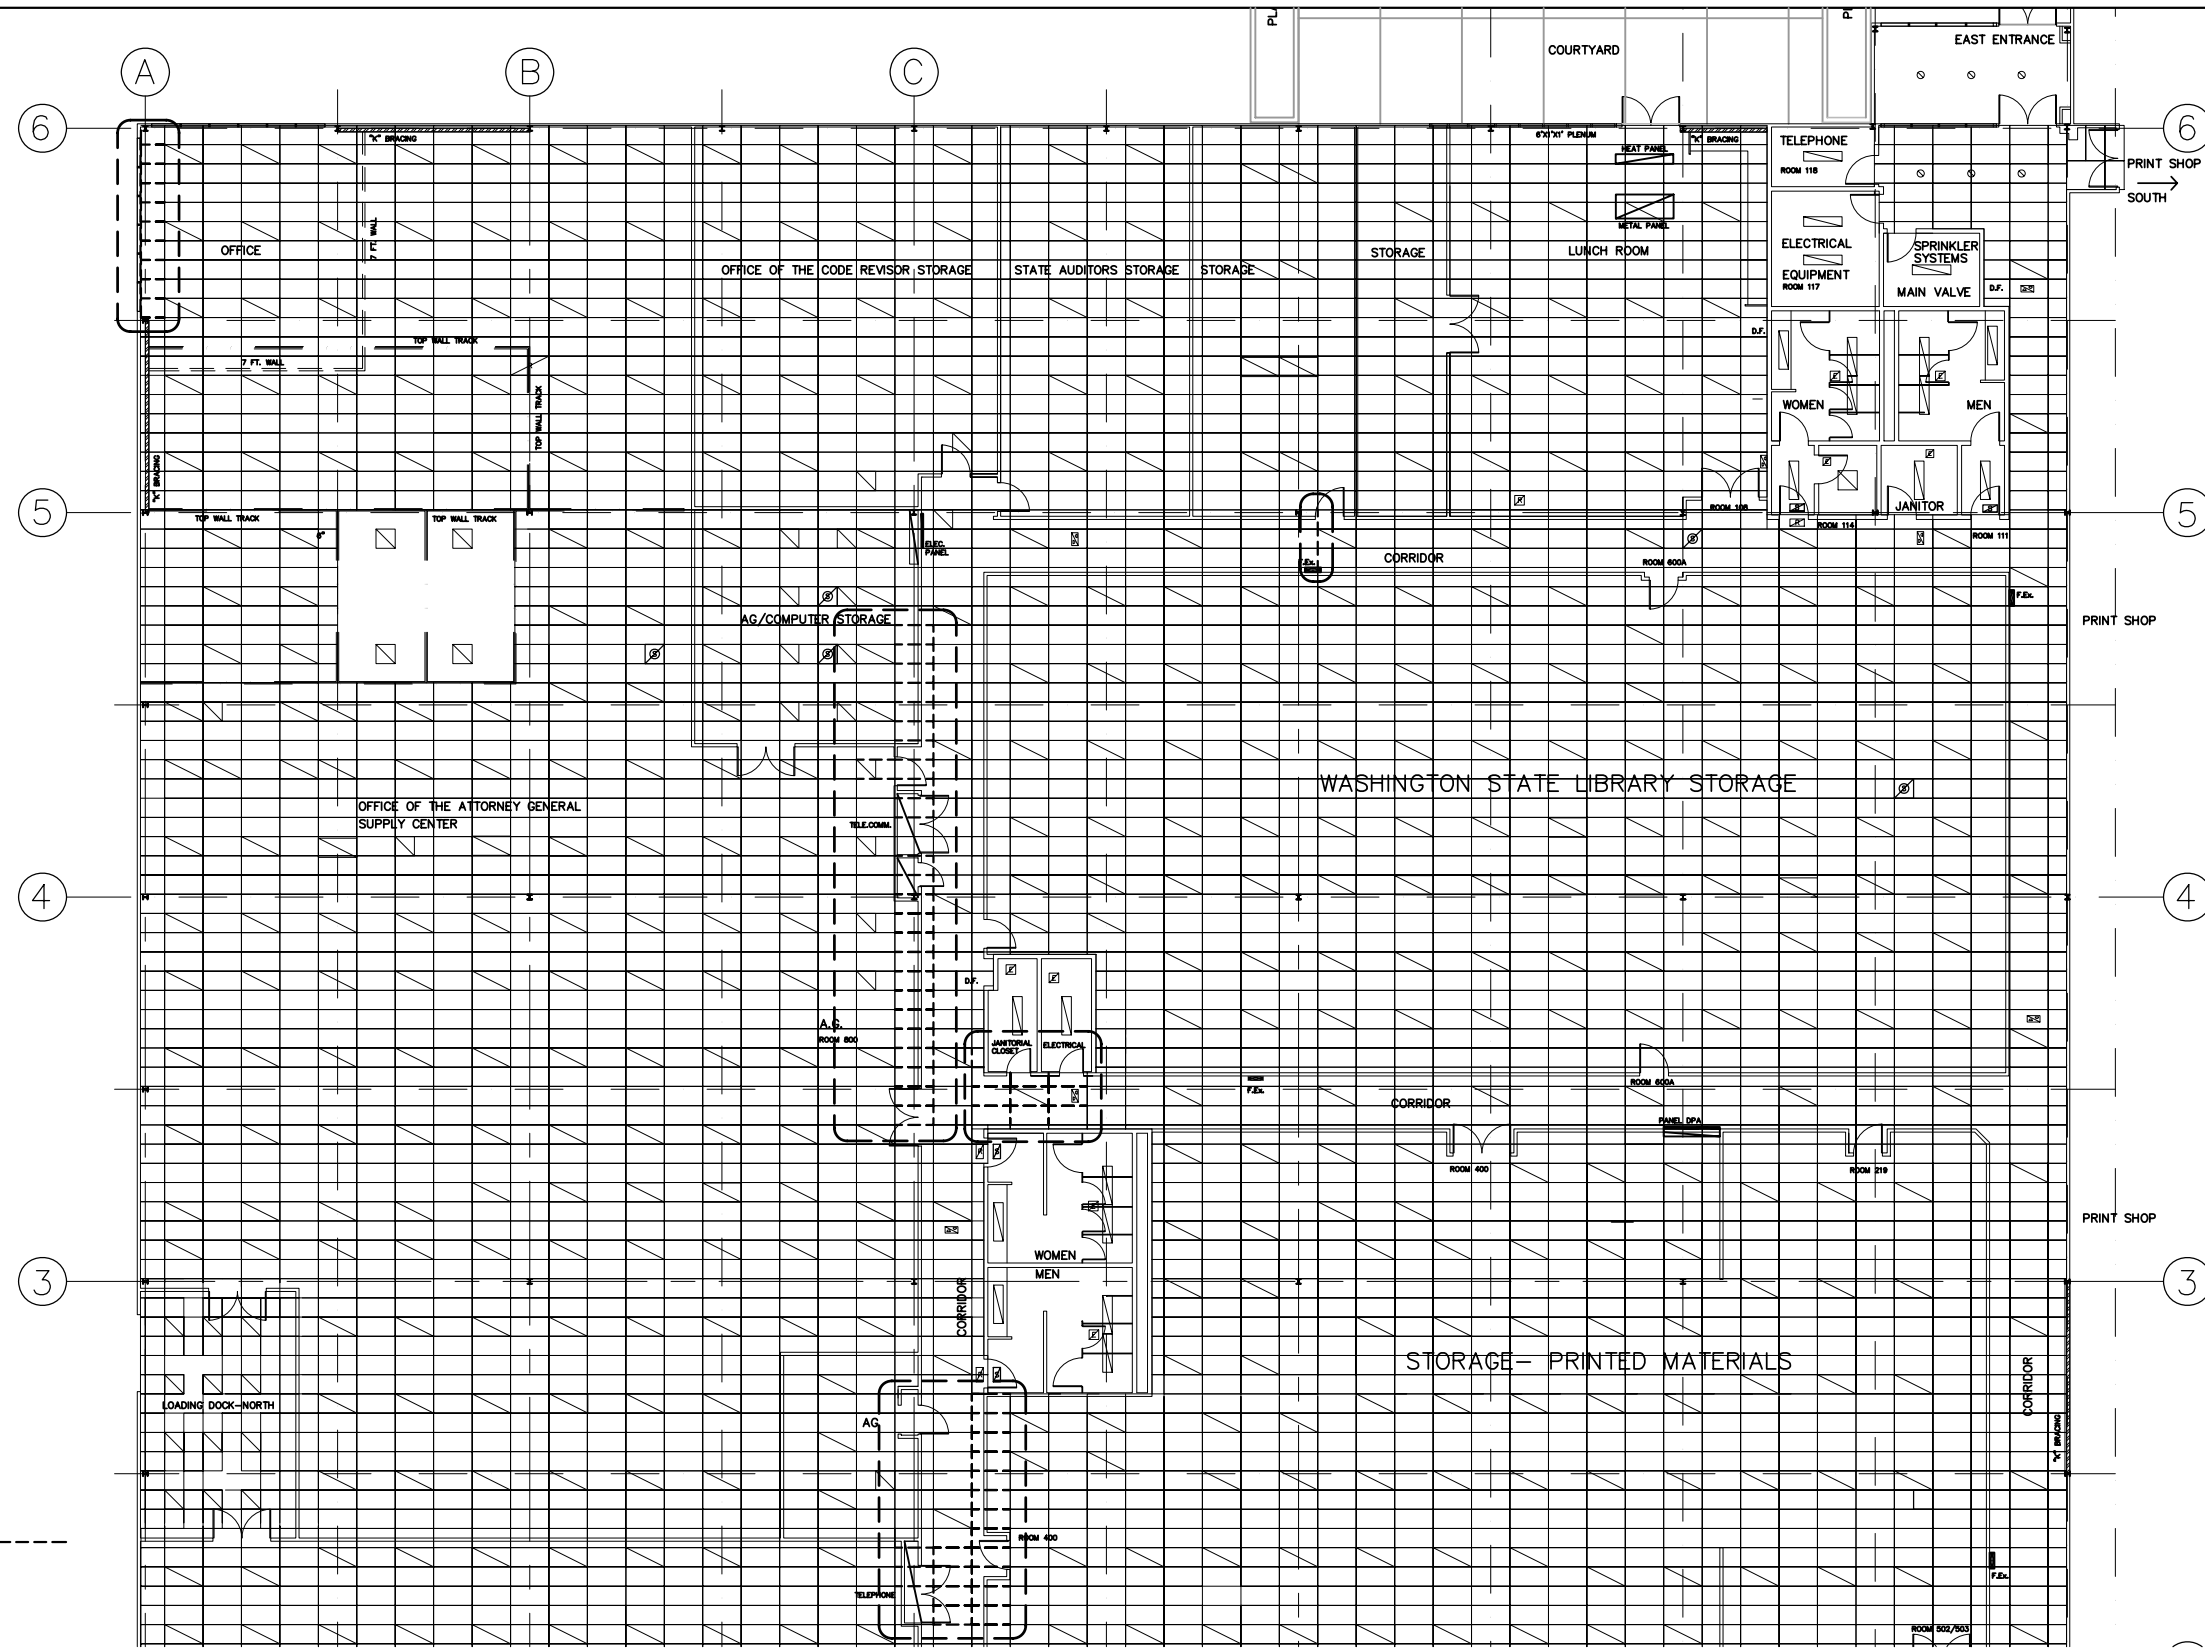 PL
COURTYARD
EAST ENTRANCE
A
B
C
6
6
"K" BRACING
6'X1'X1' PLENUM
"K" BRACING
HEAT PANEL
TELEPHONE
ROOM 118
PRINT SHOP
SOUTH
METAL PANEL
7 FT. WALL
OFFICE
OFFICE OF THE CODE REVISOR STORAGE
STATE AUDITORS STORAGE
STORAGE
STORAGE
LUNCH ROOM
ELECTRICAL
EQUIPMENT
ROOM 117
SPRINKLER
SYSTEMS
MAIN VALVE
D.F.
D.F.
TOP WALL TRACK
7 FT. WALL
TOP WALL TRACK
WOMEN
MEN
"K" BRACING
5
5
TOP WALL TRACK
TOP WALL TRACK
6"
ROOM 108
JANITOR
ROOM 114
ROOM 111
ELEC.
PANEL
F.Ex.
CORRIDOR
ROOM 600A
F.Ex.
AG/COMPUTER STORAGE
PRINT SHOP
WASHINGTON STATE LIBRARY STORAGE
OFFICE OF THE ATTORNEY GENERAL
SUPPLY CENTER
TELE.COMM.
4
4
D.F.
A.G.
ROOM 800
JANITORIAL
CLOSET
ELECTRICAL
F.Ex.
ROOM 600A
CORRIDOR
PANEL DPA
ROOM 400
ROOM 219
PRINT SHOP
WOMEN
MEN
3
3
CORRIDOR
STORAGE- PRINTED MATERIALS
CORRIDOR
LOADING DOCK-NORTH
AG
"K" BRACING
ROOM 400
TELEPHONE
F.Ex.
ROOM 502/503